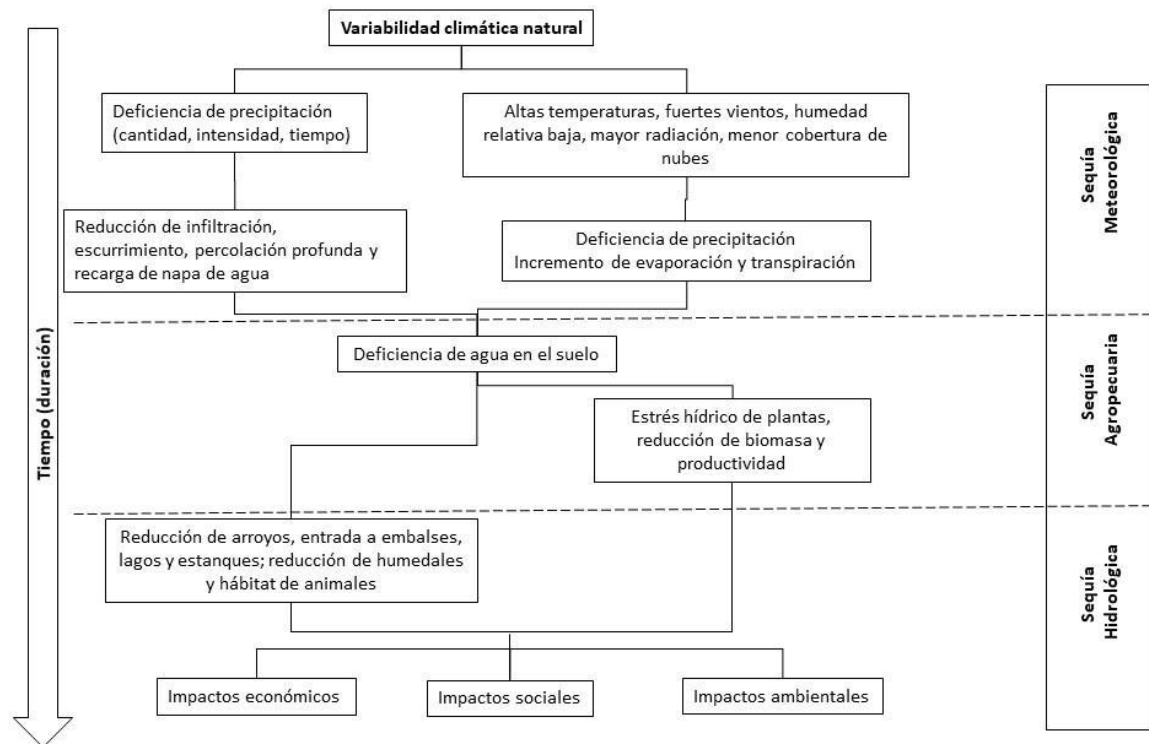 Variabilidad climática natural
Deficiencia de precipitación
(cantidad, intensidad, tiempo)
Altas temperaturas, fuertes vientos, humedad
relativa baja, mayor radiación, menor cobertura de
nubes
Reducción de infiltración,
escurrimiento, percolación profunda y
recarga de napa de agua
Deficiencia de precipitación
Incremento de evaporación y transpiración
Sequía
Meteorológica
Deficiencia de agua en el suelo
Estrés hídrico de plantas,
reducción de biomasa y
productividad
Sequía
Agropecuaria
Tiempo (duración)
Reducción de arroyos, entrada a embalses,
lagos y estanques; reducción de humedales
y hábitat de animales
Sequía
Hidrológica
Impactos económicos
Impactos sociales
Impactos ambientales